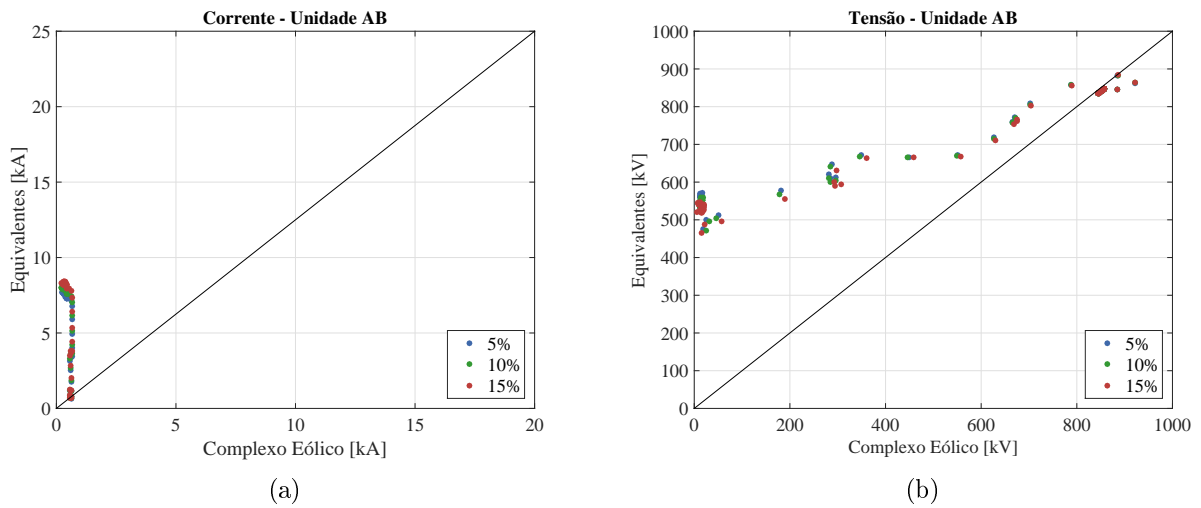 Corrente - Unidade AB
25
20
15
10
5
0
Equivalentes [kA]
0 5 10 15 20
Complexo Eólico [kA]
5%
10%
15%
(a)
Tensão - Unidade AB
1000
900
800
700
600
500
400
300
200
100
0
Equivalentes [kV]
0 200 400 600 800 1000
Complexo Eólico [kV]
5%
10%
15%
(b)